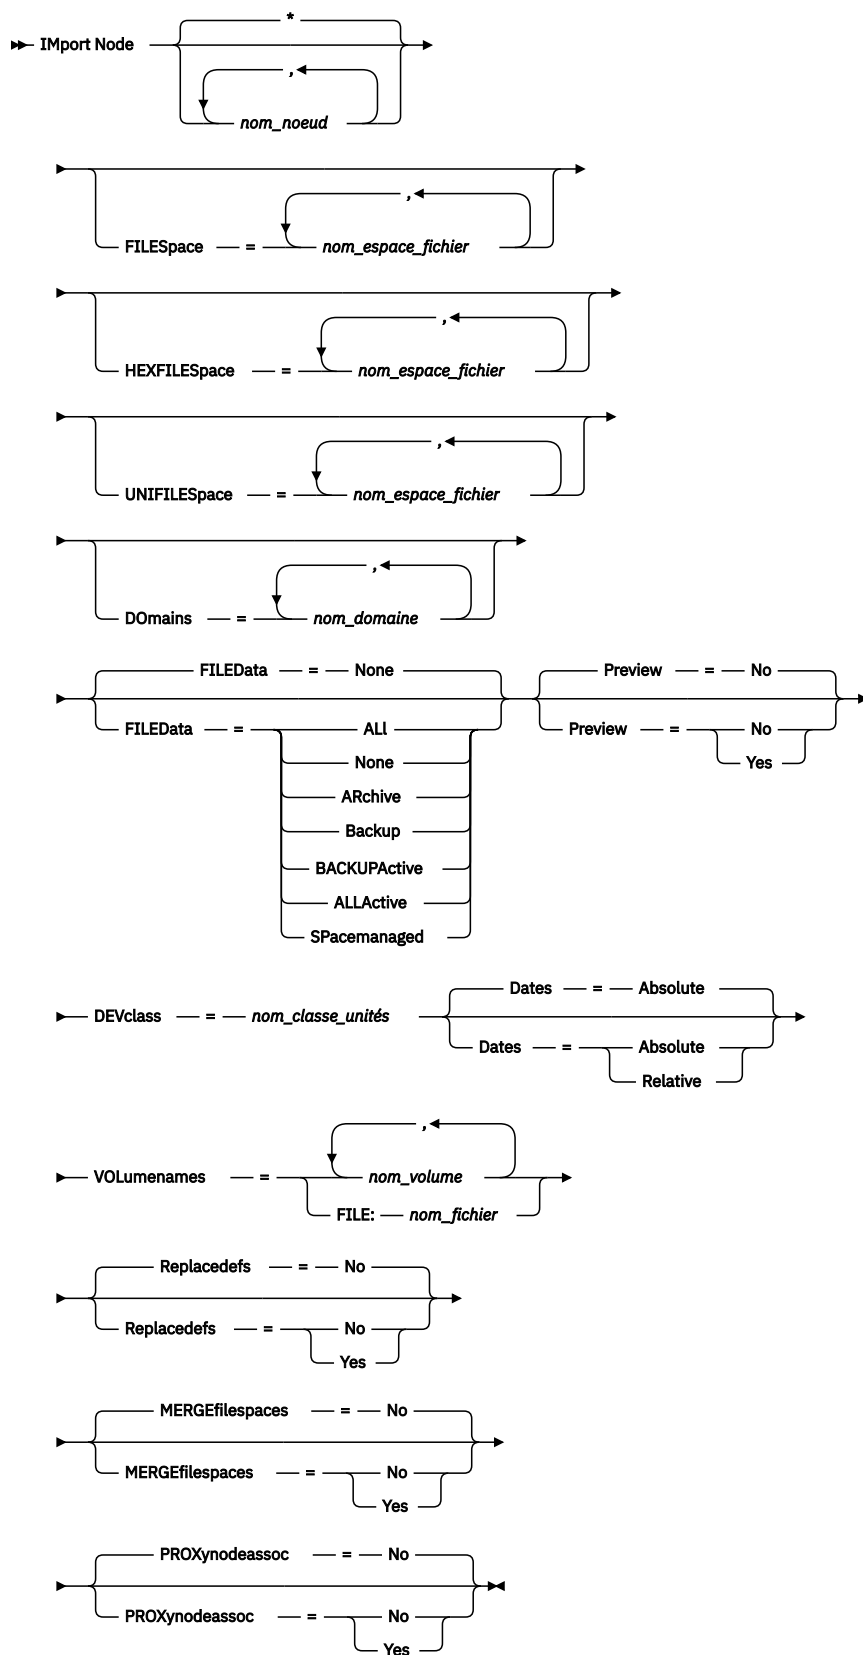 *
IMport Node
,
nom_noeud
,
FILESpace = nom_espace_fichier
,
HEXFILESpace = nom_espace_fichier
,
UNIFILESpace = nom_espace_fichier
,
DOmains = nom_domaine
FILEData = None Preview = No
FILEData = ALl Preview = No
None Yes
ARchive
Backup
BACKUPActive
ALLActive
SPacemanaged
Dates = Absolute
DEVclass = nom_classe_unités
Dates = Absolute
Relative
,
VOLumenames = nom_volume
FILE: nom_fichier
Replacedefs = No
Replacedefs = No
Yes
MERGEfilespaces = No
MERGEfilespaces = No
Yes
PROXynodeassoc = No
PROXynodeassoc = No
Yes